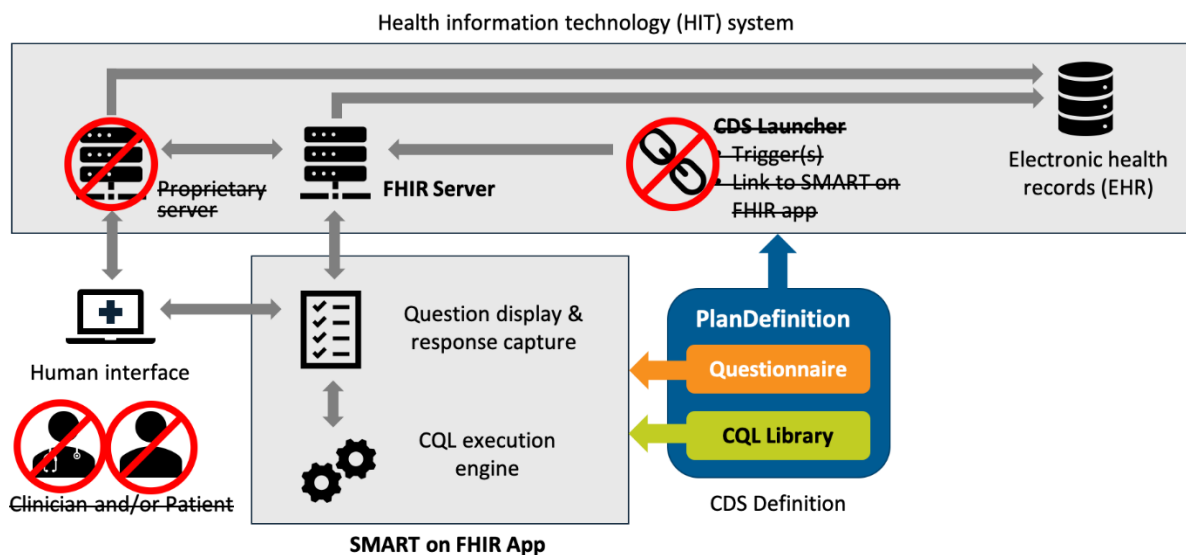 Health information technology (HIT) system
Proprietary
server
FHIR Server
CDS Launcher
• Trigger(s)
• Link to SMART on
FHIR app
Electronic health
records (EHR)
Human interface
Clinician and/or Patient
Question display &
response capture
CQL execution
engine
SMART on FHIR App
PlanDefinition
Questionnaire
CQL Library
CDS Definition